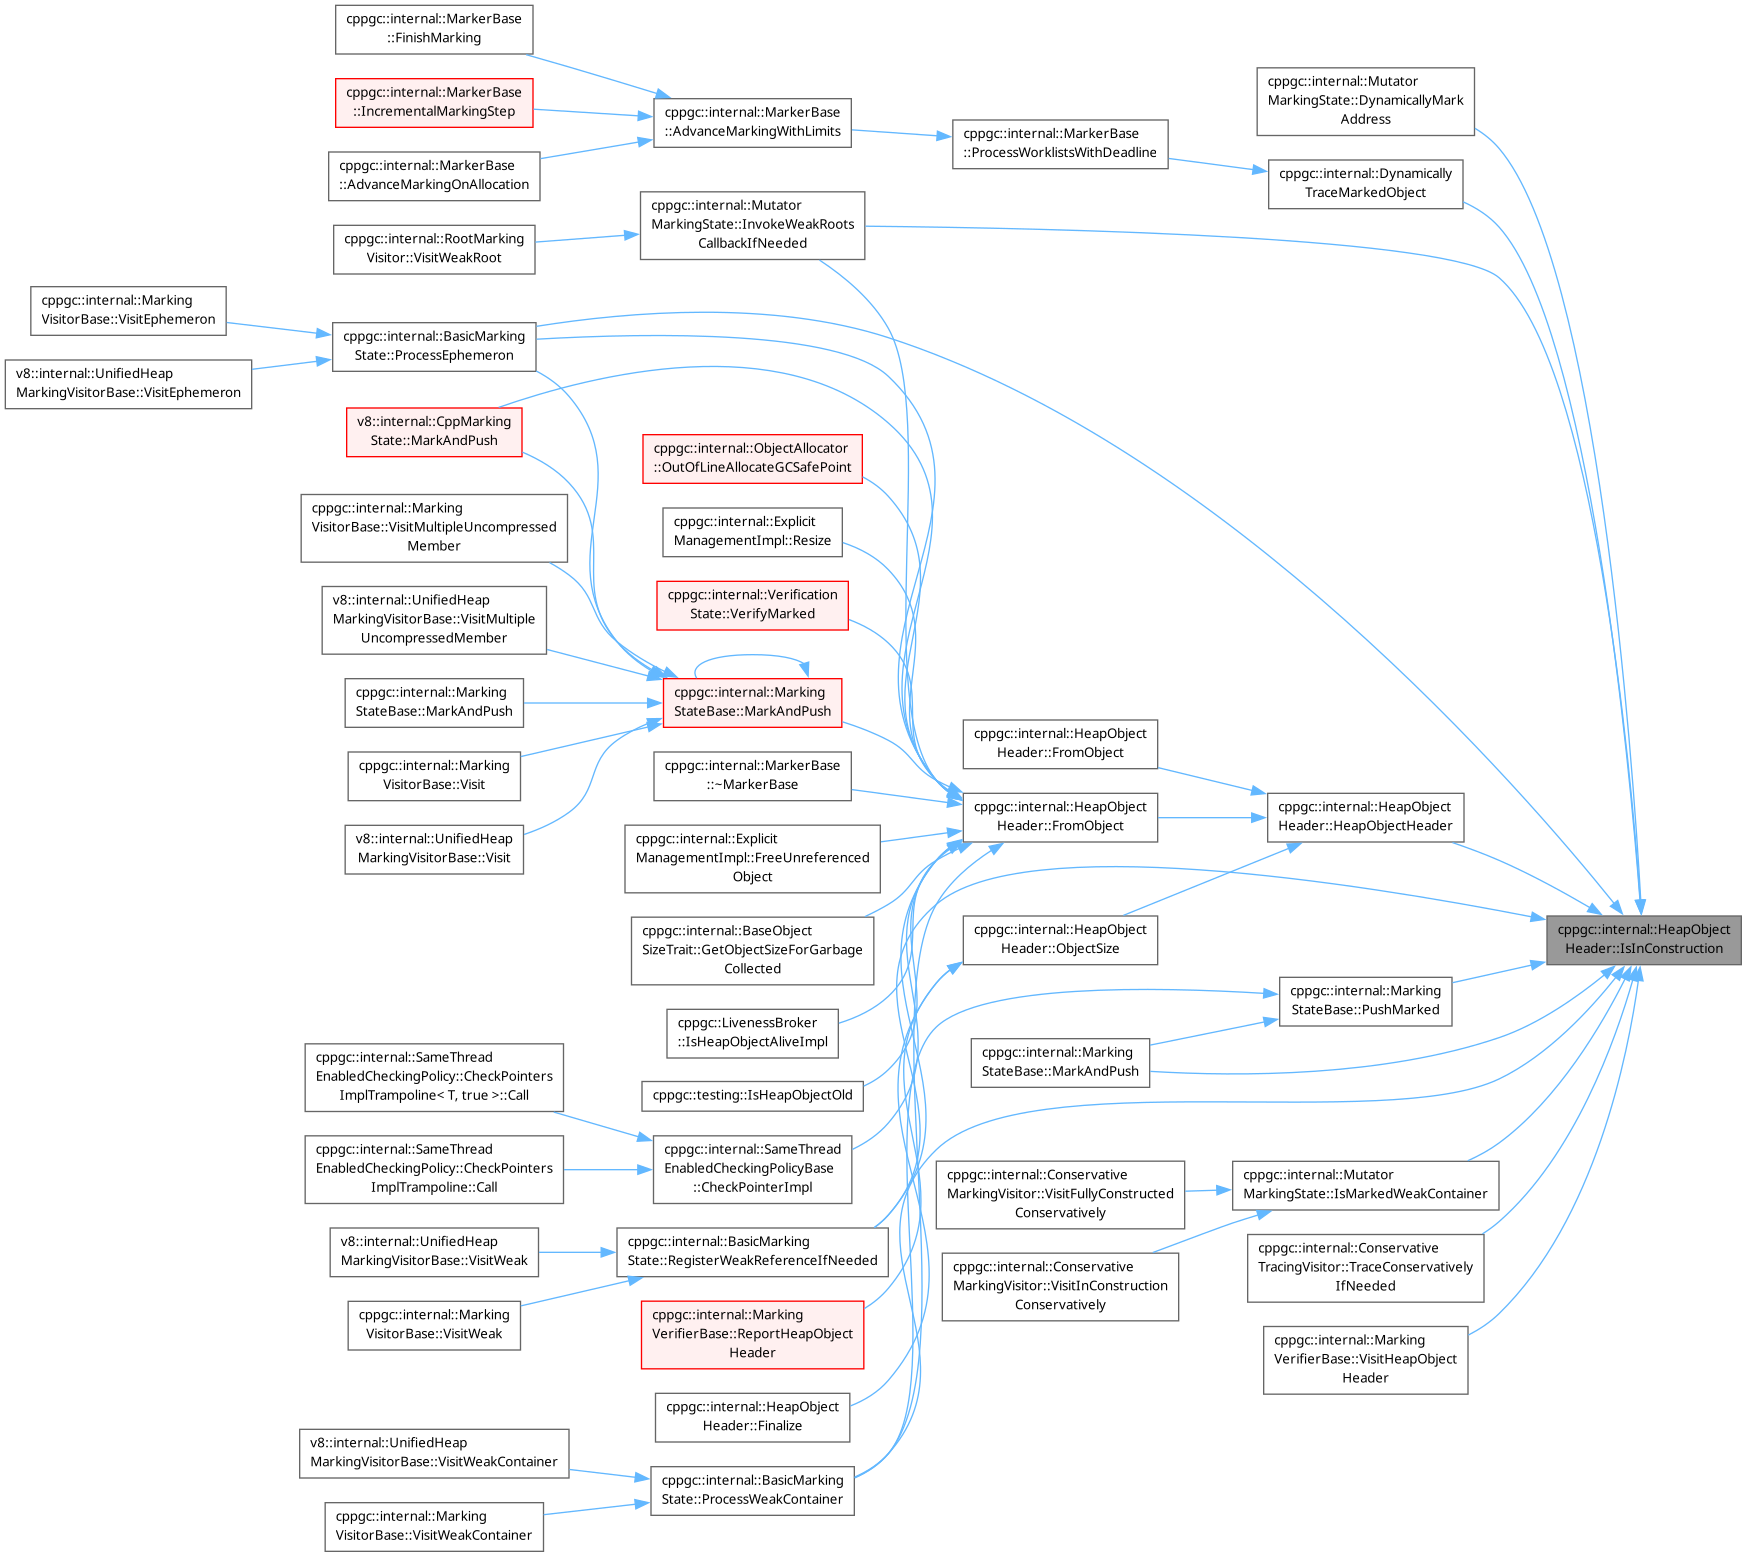 cppgc::internal::MarkerBase
::FinishMarking
cppgc::internal::MarkerBase
::IncrementalMarkingStep
cppgc::internal::MarkerBase
::AdvanceMarkingOnAllocation
cppgc::internal::RootMarking
Visitor::VisitWeakRoot
cppgc::internal::Marking
VisitorBase::VisitEphemeron
v8::internal::UnifiedHeap
MarkingVisitorBase::VisitEphemeron
cppgc::internal::BasicMarking
State::ProcessEphemeron
v8::internal::CppMarking
State::MarkAndPush
cppgc::internal::Marking
VisitorBase::VisitMultipleUncompressed
Member
v8::internal::UnifiedHeap
MarkingVisitorBase::VisitMultiple
UncompressedMember
cppgc::internal::Marking
StateBase::MarkAndPush
cppgc::internal::Marking
VisitorBase::Visit
v8::internal::UnifiedHeap
MarkingVisitorBase::Visit
cppgc::internal::SameThread
EnabledCheckingPolicy::CheckPointers
ImplTrampoline< T, true >::Call
cppgc::internal::SameThread
EnabledCheckingPolicy::CheckPointers
ImplTrampoline::Call
v8::internal::UnifiedHeap
MarkingVisitorBase::VisitWeak
cppgc::internal::Marking
VisitorBase::VisitWeak
v8::internal::UnifiedHeap
MarkingVisitorBase::VisitWeakContainer
cppgc::internal::Marking
VisitorBase::VisitWeakContainer
cppgc::internal::MarkerBase
::AdvanceMarkingWithLimits
cppgc::internal::Mutator
MarkingState::InvokeWeakRoots
CallbackIfNeeded
cppgc::internal::ObjectAllocator
::OutOfLineAllocateGCSafePoint
cppgc::internal::Explicit
ManagementImpl::Resize
cppgc::internal::Verification
State::VerifyMarked
cppgc::internal::Marking
StateBase::MarkAndPush
cppgc::internal::MarkerBase
::~MarkerBase
cppgc::internal::Explicit
ManagementImpl::FreeUnreferenced
Object
cppgc::internal::BaseObject
SizeTrait::GetObjectSizeForGarbage
Collected
cppgc::LivenessBroker
::IsHeapObjectAliveImpl
cppgc::testing::IsHeapObjectOld
cppgc::internal::SameThread
EnabledCheckingPolicyBase
::CheckPointerImpl
cppgc::internal::BasicMarking
State::RegisterWeakReferenceIfNeeded
cppgc::internal::Marking
VerifierBase::ReportHeapObject
Header
cppgc::internal::HeapObject
Header::Finalize
cppgc::internal::BasicMarking
State::ProcessWeakContainer
cppgc::internal::MarkerBase
::ProcessWorklistsWithDeadline
cppgc::internal::HeapObject
Header::FromObject
cppgc::internal::HeapObject
Header::FromObject
cppgc::internal::HeapObject
Header::ObjectSize
cppgc::internal::Marking
StateBase::MarkAndPush
cppgc::internal::Conservative
MarkingVisitor::VisitFullyConstructed
Conservatively
cppgc::internal::Conservative
MarkingVisitor::VisitInConstruction
Conservatively
cppgc::internal::Mutator
MarkingState::DynamicallyMark
Address
cppgc::internal::Dynamically
TraceMarkedObject
cppgc::internal::HeapObject
Header::HeapObjectHeader
cppgc::internal::Marking
StateBase::PushMarked
cppgc::internal::Mutator
MarkingState::IsMarkedWeakContainer
cppgc::internal::Conservative
TracingVisitor::TraceConservatively
IfNeeded
cppgc::internal::Marking
VerifierBase::VisitHeapObject
Header
cppgc::internal::HeapObject
Header::IsInConstruction